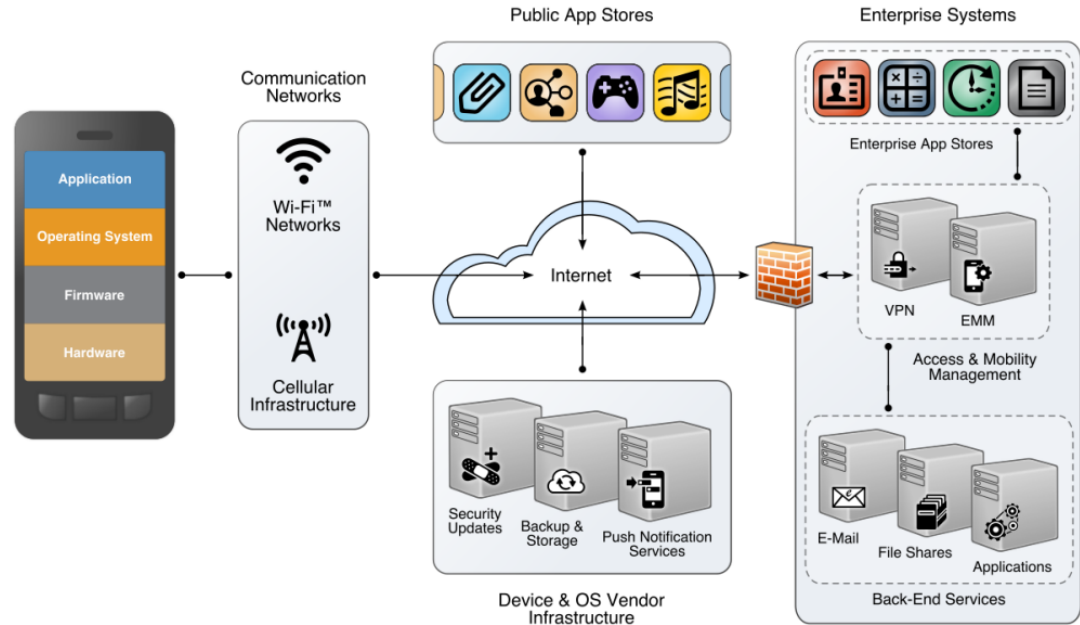 Public App Stores
Enterprise Systems
Communication
Networks
Application
Operating System
Firmware
Hardware
Wi-Fi™
Networks
Cellular
Infrastructure
Internet
Enterprise App Stores
VPN
EMM
Access & Mobility
Management
Security
Updates
Backup &
Storage
Push Notification
Services
Device & OS Vendor
Infrastructure
E-Mail
File Shares
Applications
Back-End Services